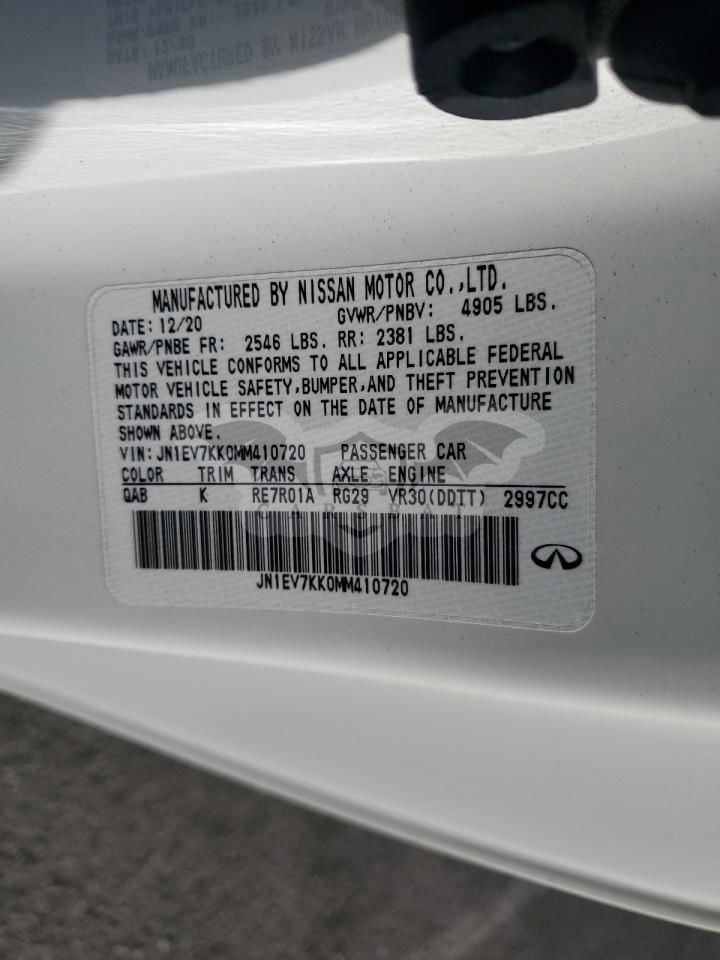 MANUFACTURED BY NISSAN MOTOR CO.,LTD.
DATE: 12/20 GVWR/PNBV: 4905 LBS.
GAWR/PNBE FR: 2546 LBS. RR: 2381 LBS.
THIS VEHICLE CONFORMS TO ALL APPLICABLE FEDERAL
MOTOR VEHICLE SAFETY,BUMPER,AND THEFT PREVENTION
STANDARDS IN EFFECT ON THE DATE OF MANUFACTURE
SHOWN ABOVE.
VIN: JN1EV7KK0MM410720 PASSENGER CAR
COLOR TRIM TRANS AXLE ENGINE
QAB K RE7R01A RG29 VR30(DDTT) 2997CC
CARSBAT
JN1EV7KK0MM410720